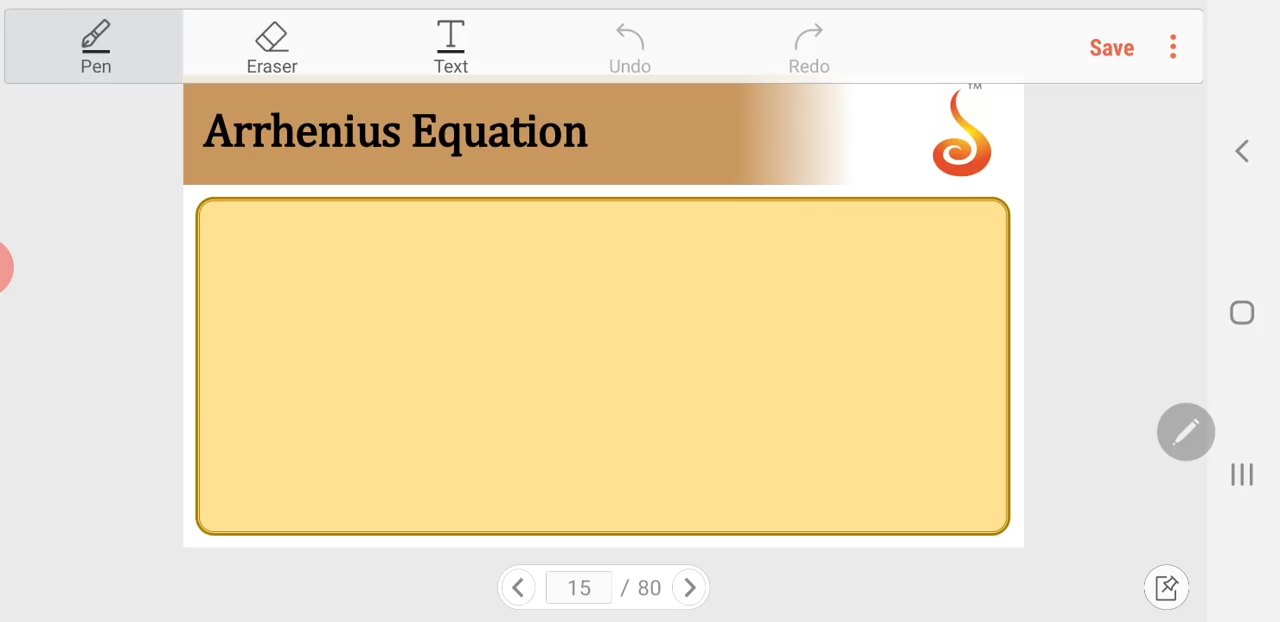 Pen
Eraser
Text
Undo
Redo
Save
TM
Arrhenius Equation
15 / 80